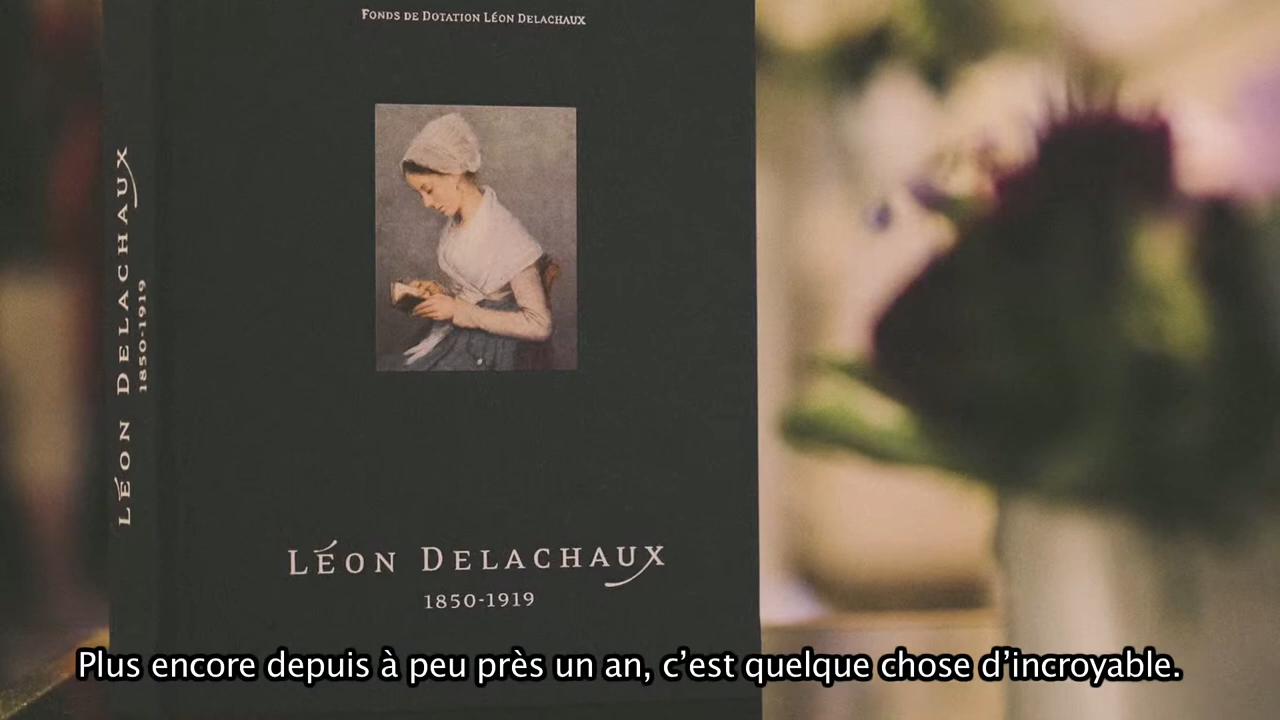 Fonds de Dotation Léon Delachaux
Léon Delachaux
1850-1919
Léon Delachaux
1850-1919
Plus encore depuis à peu près un an, c’est quelque chose d’incroyable.